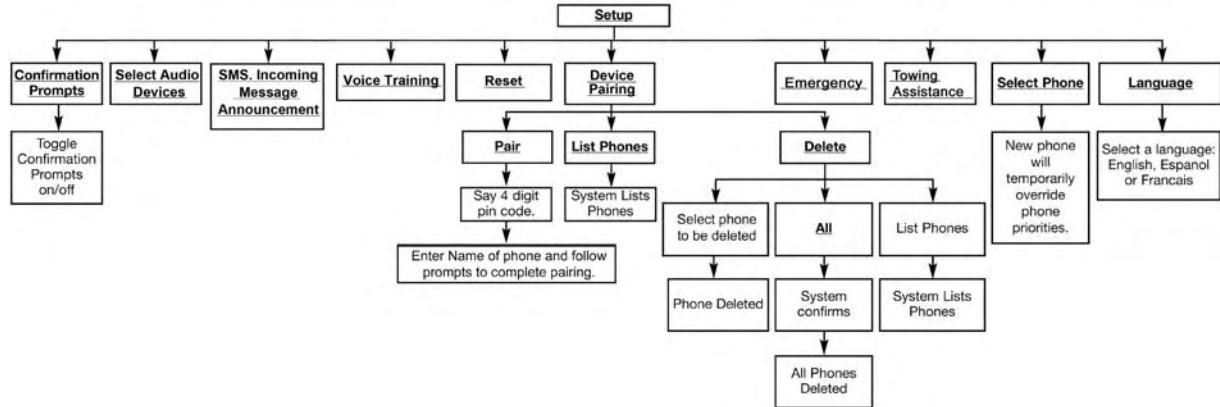 Setup
Confirmation
Prompts
Select Audio
Devices
SMS. Incoming
Message
Announcement
Voice Training
Reset
Device
Pairing
Emergency
Towing
Assistance
Select Phone
Language
Toggle
Confirmation
Prompts
on/off
Pair
List Phones
Delete
New phone
will
temporarily
override
phone
priorities.
Select a language:
English, Espanol
or Francais
Say 4 digit
pin code.
System Lists
Phones
Select phone
to be deleted
All
List Phones
Enter Name of phone and follow
prompts to complete pairing.
Phone Deleted
System
confirms
System Lists
Phones
All Phones
Deleted